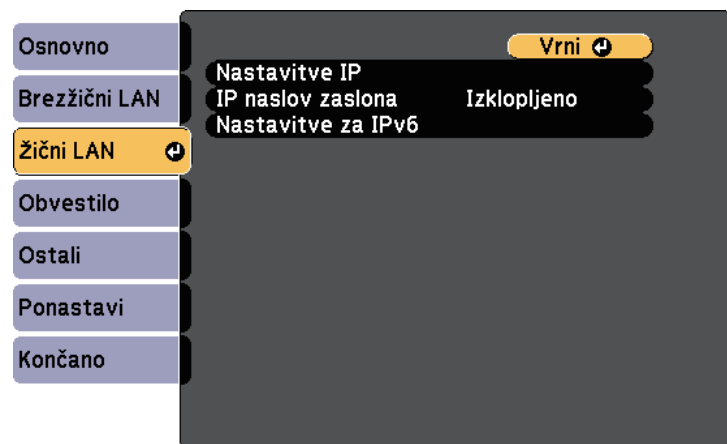 Osnovno
Brezžični LAN
Žični LAN
Obvestilo
Ostali
Ponastavi
Končano
Vrni
Nastavitve IP
IP naslov zaslona Izklopljeno
Nastavitve za IPv6